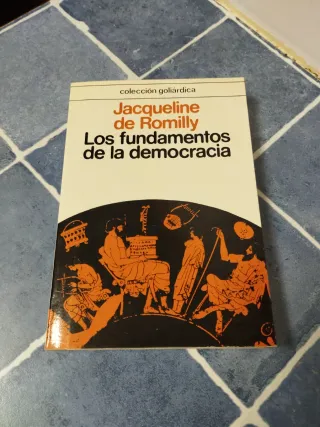 colección goliárdica
Jacqueline
de Romilly
Los fundamentos
de la democracia